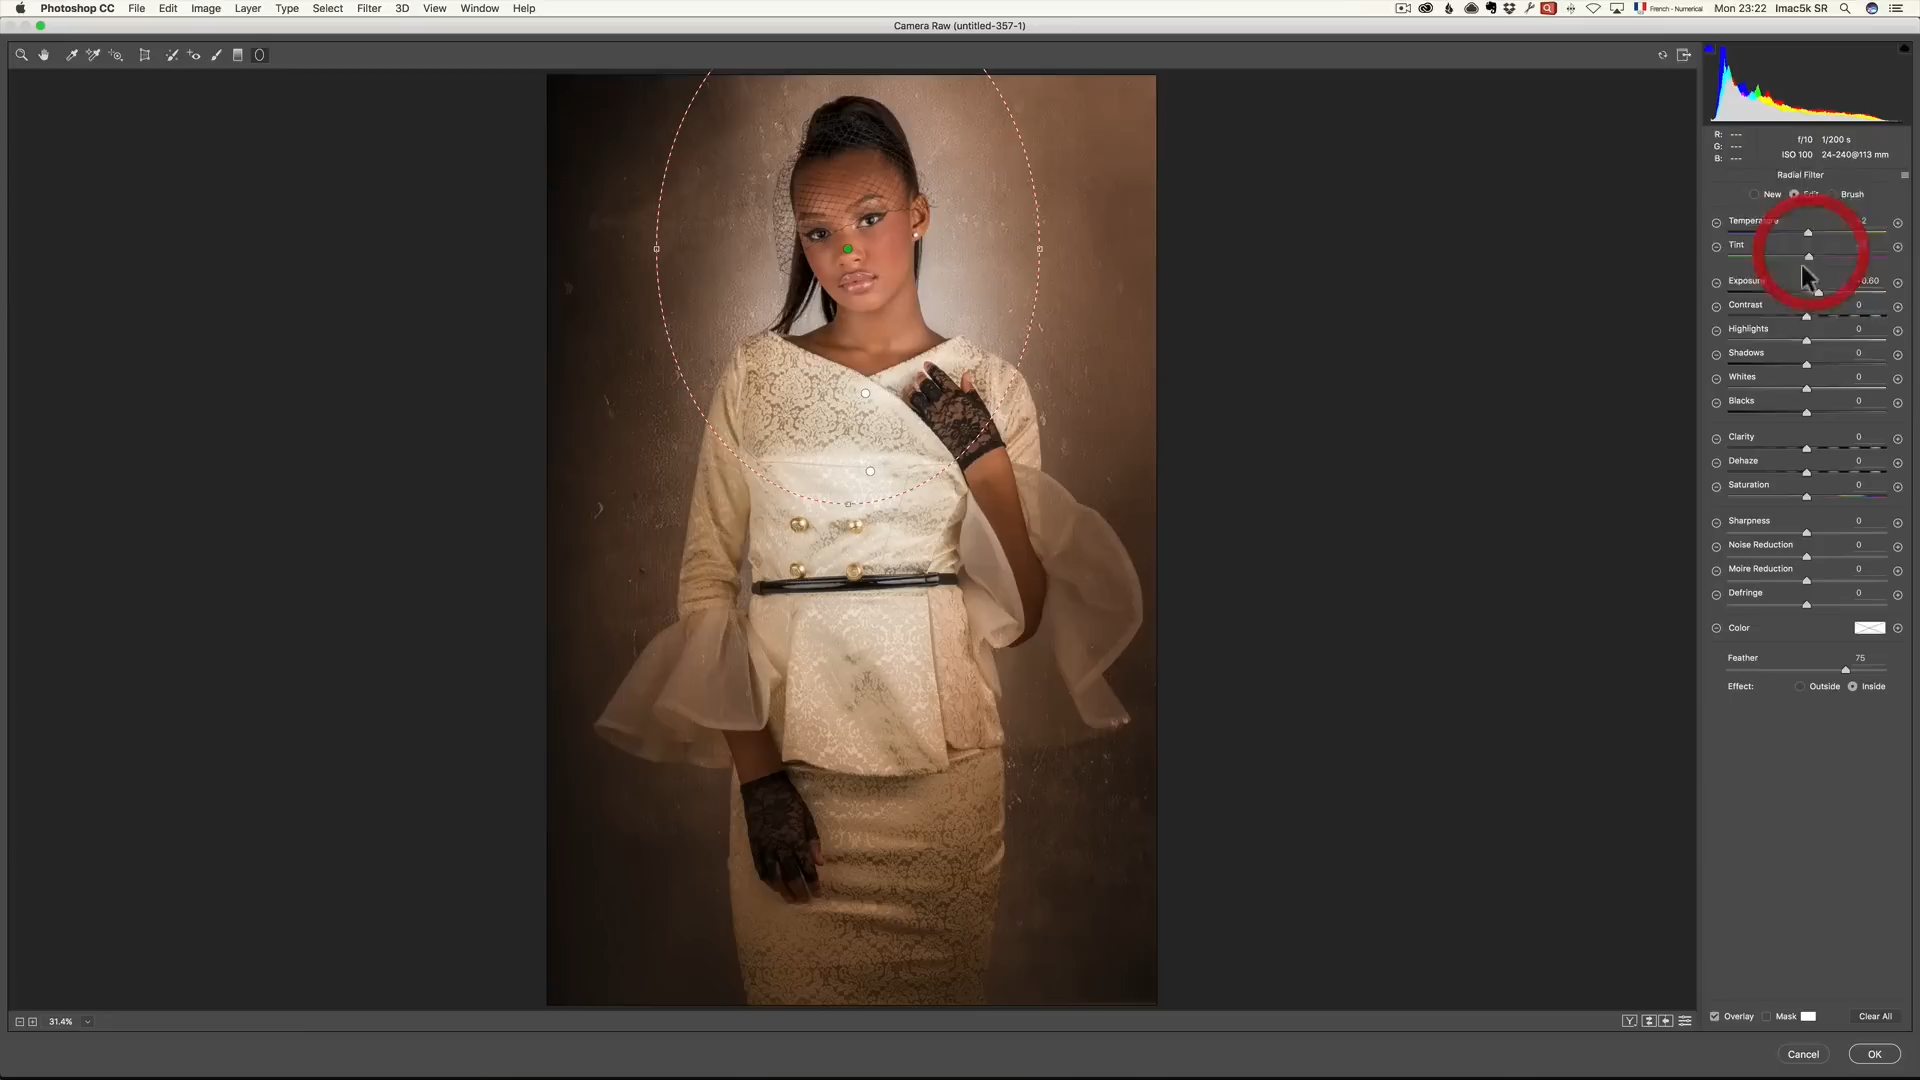 Photoshop CC File Edit Image Layer Type Select Filter 3D View Window Help French - Numerical Mon 23:22 Imac5k SR
Camera Raw (untitled-357-1)
R: --- f/10 1/200 s
G: ---
B: --- ISO 100 24-240@113 mm
Radial Filter
New Brush
Tint
Contrast 0
Highlights 0
Shadows 0
Whites 0
Blacks 0
Clarity 0
Dehaze 0
Saturation 0
Sharpness 0
Noise Reduction 0
Moire Reduction 0
Defringe 0
Color
Feather 75
Effect: Outside Inside
31.4% Y Overlay Mask Clear All
Cancel OK